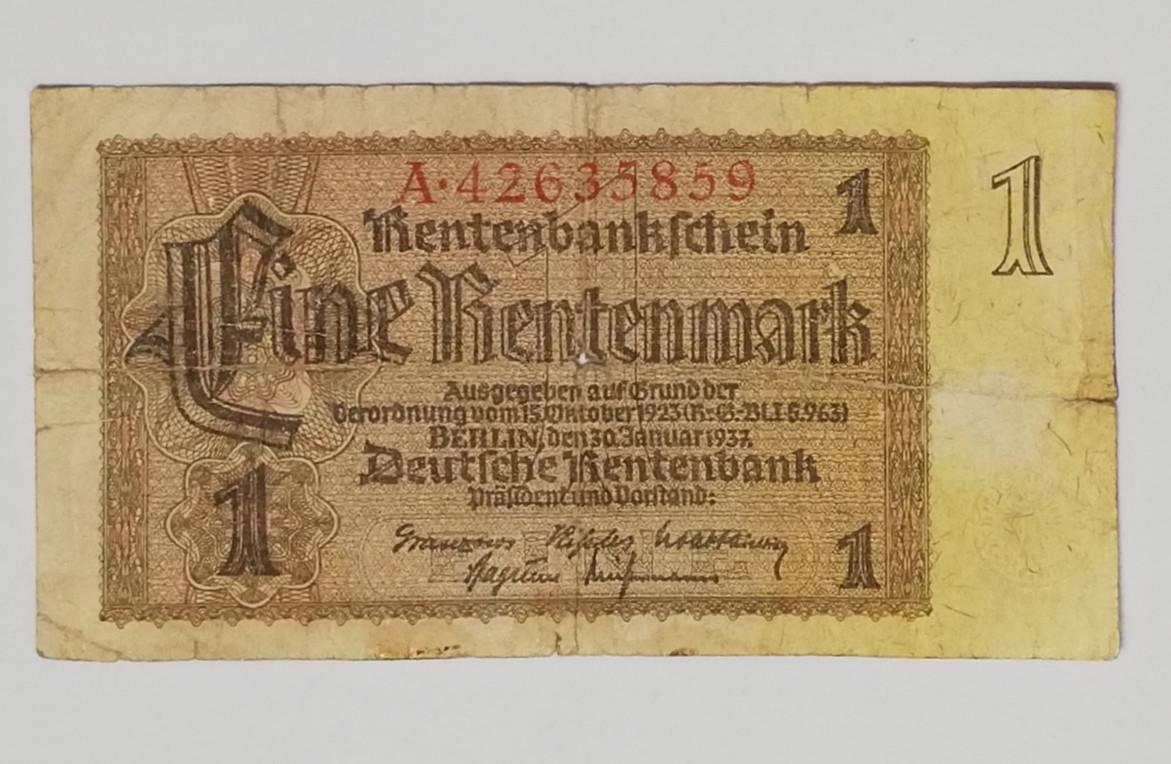 A·42635859
1
Rentenbankschein
1
Eine Rentenmark
Ausgegeben auf Grund der
Verordnung vom 15. Oktober 1923 (R.-G.-Bl. I S. 963)
BERLIN, den 30. Januar 1937.
Deutsche Rentenbank
Präsident und Vorstand:
1
1